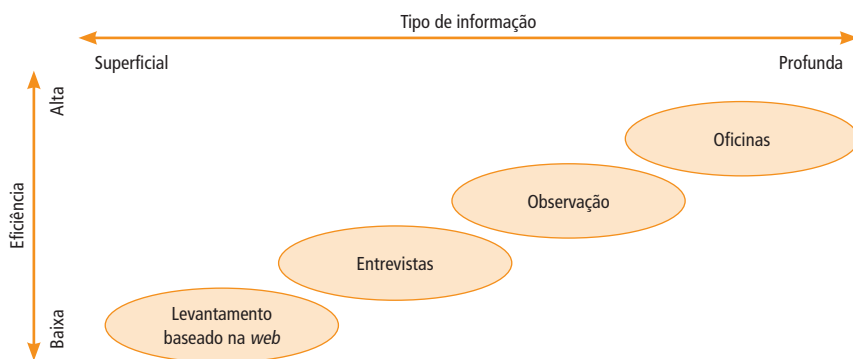 Tipo de informação
Superficial
Profunda
Alta
Eficiência
Baixa
Oficinas
Observação
Entrevistas
Levantamento
baseado na web